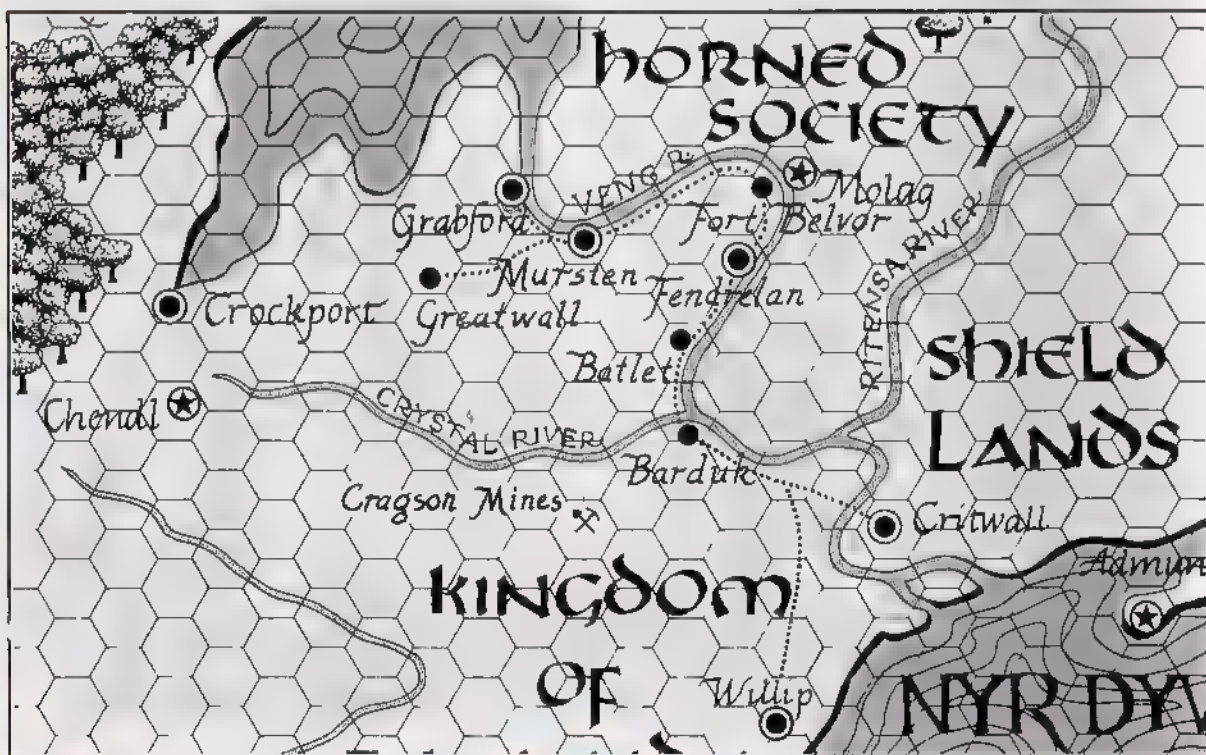 hORNED
SOCIETY
VENG R
Molag
Grabford
Fort Belvor
Mursten
Fendrelan
Crockport
Greatwall
RITENSA RIVER
Batlet
ShIELd
LANdS
Chendl
CRYSTAL RIVER
Barduk
Cragson Mines
Critwall
Admun
KINGdOM
OF
Willip
NYR DYV